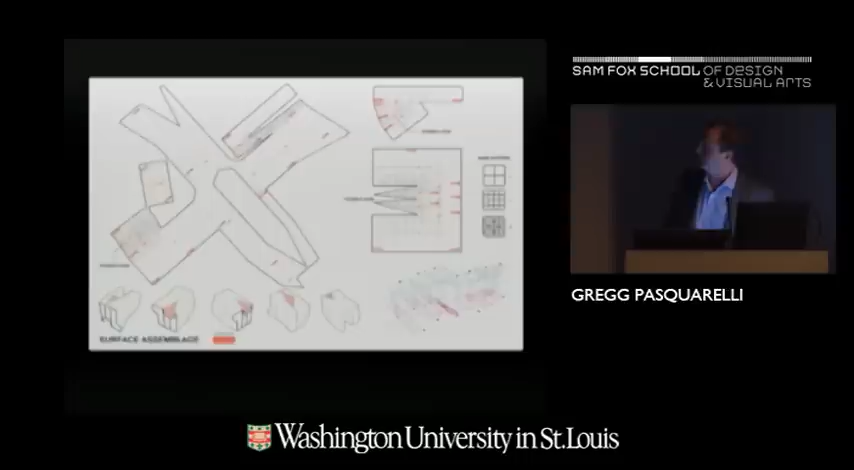 SAM FOX SCHOOL OF DESIGN
& VISUAL ARTS
SURFACE ASSEMBLAGE
GREGG PASQUARELLI
Washington University in St. Louis